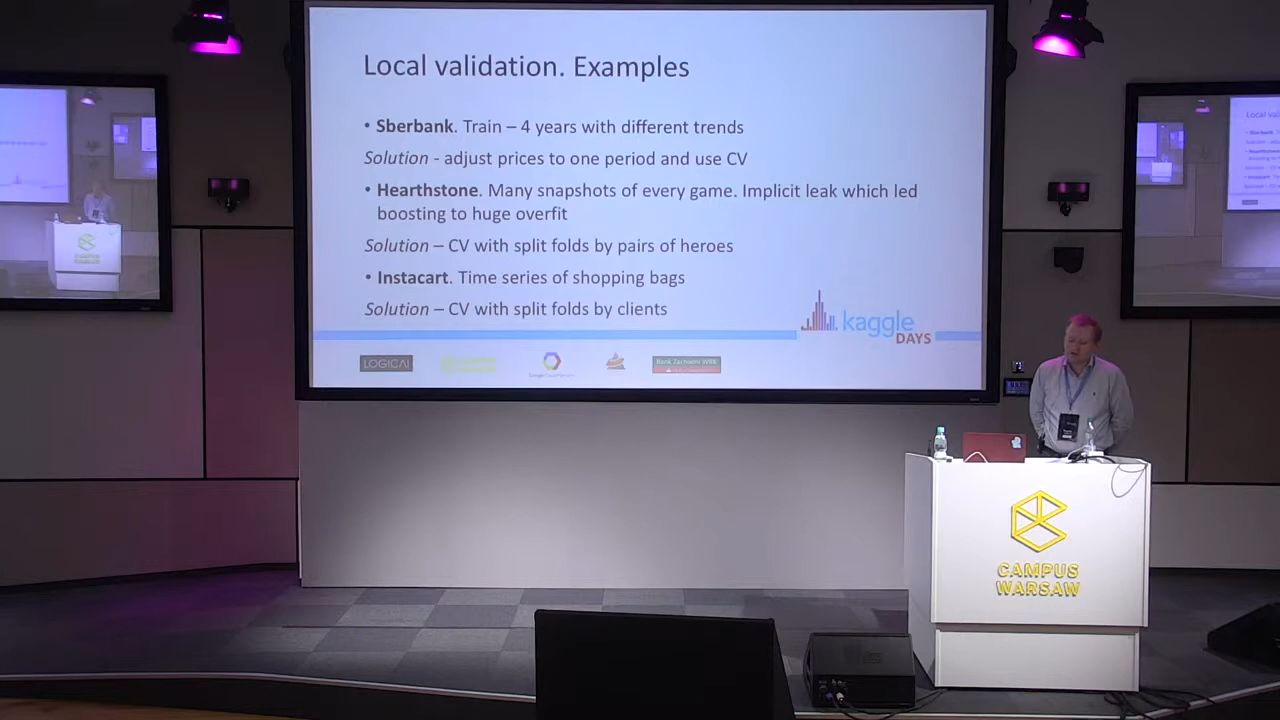 Local validation. Examples
• Sberbank. Train – 4 years with different trends
Solution - adjust prices to one period and use CV
• Hearthstone. Many snapshots of every game. Implicit leak which led
boosting to huge overfit
Solution – CV with split folds by pairs of heroes
• Instacart. Time series of shopping bags
Solution – CV with split folds by clients
kaggle
DAYS
LOGICAI
Bank Zachodni WBK
CAMPUS
WARSAW